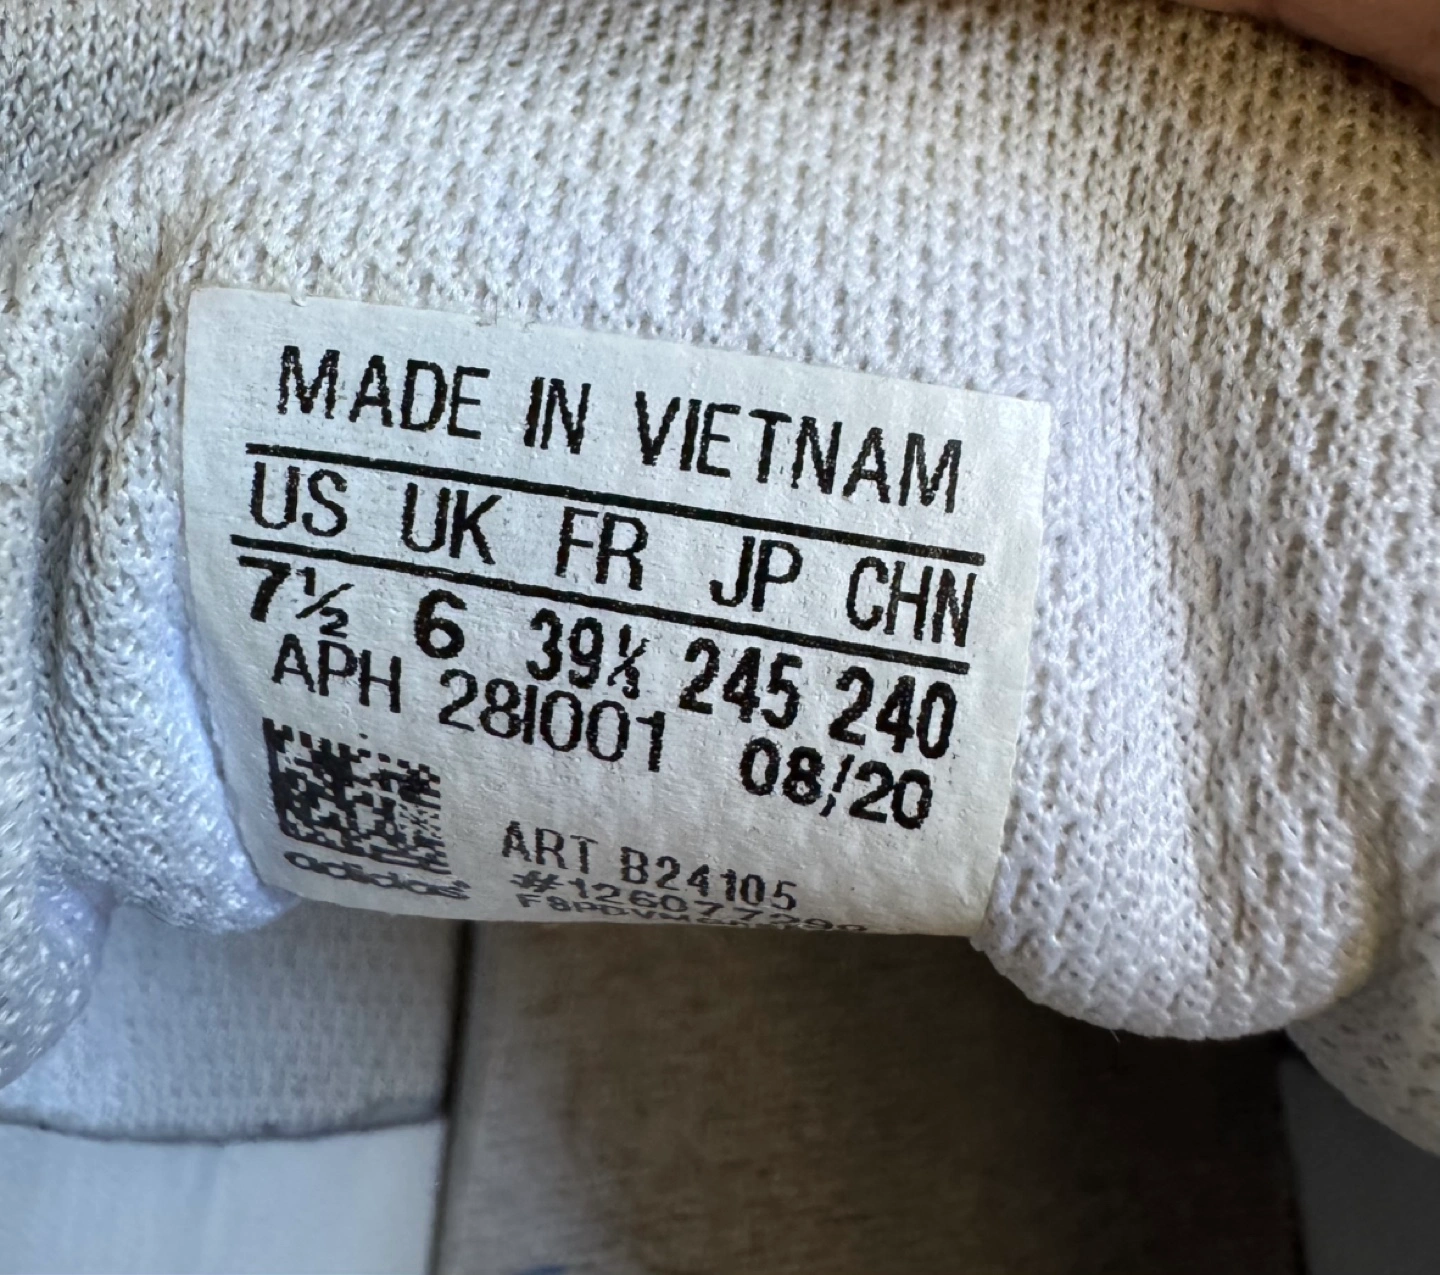 MADE IN VIETNAM
US UK FR JP CHN
7½ 6 39⅓ 245 240
APH 28I001 08/20
adidas
ART B24105